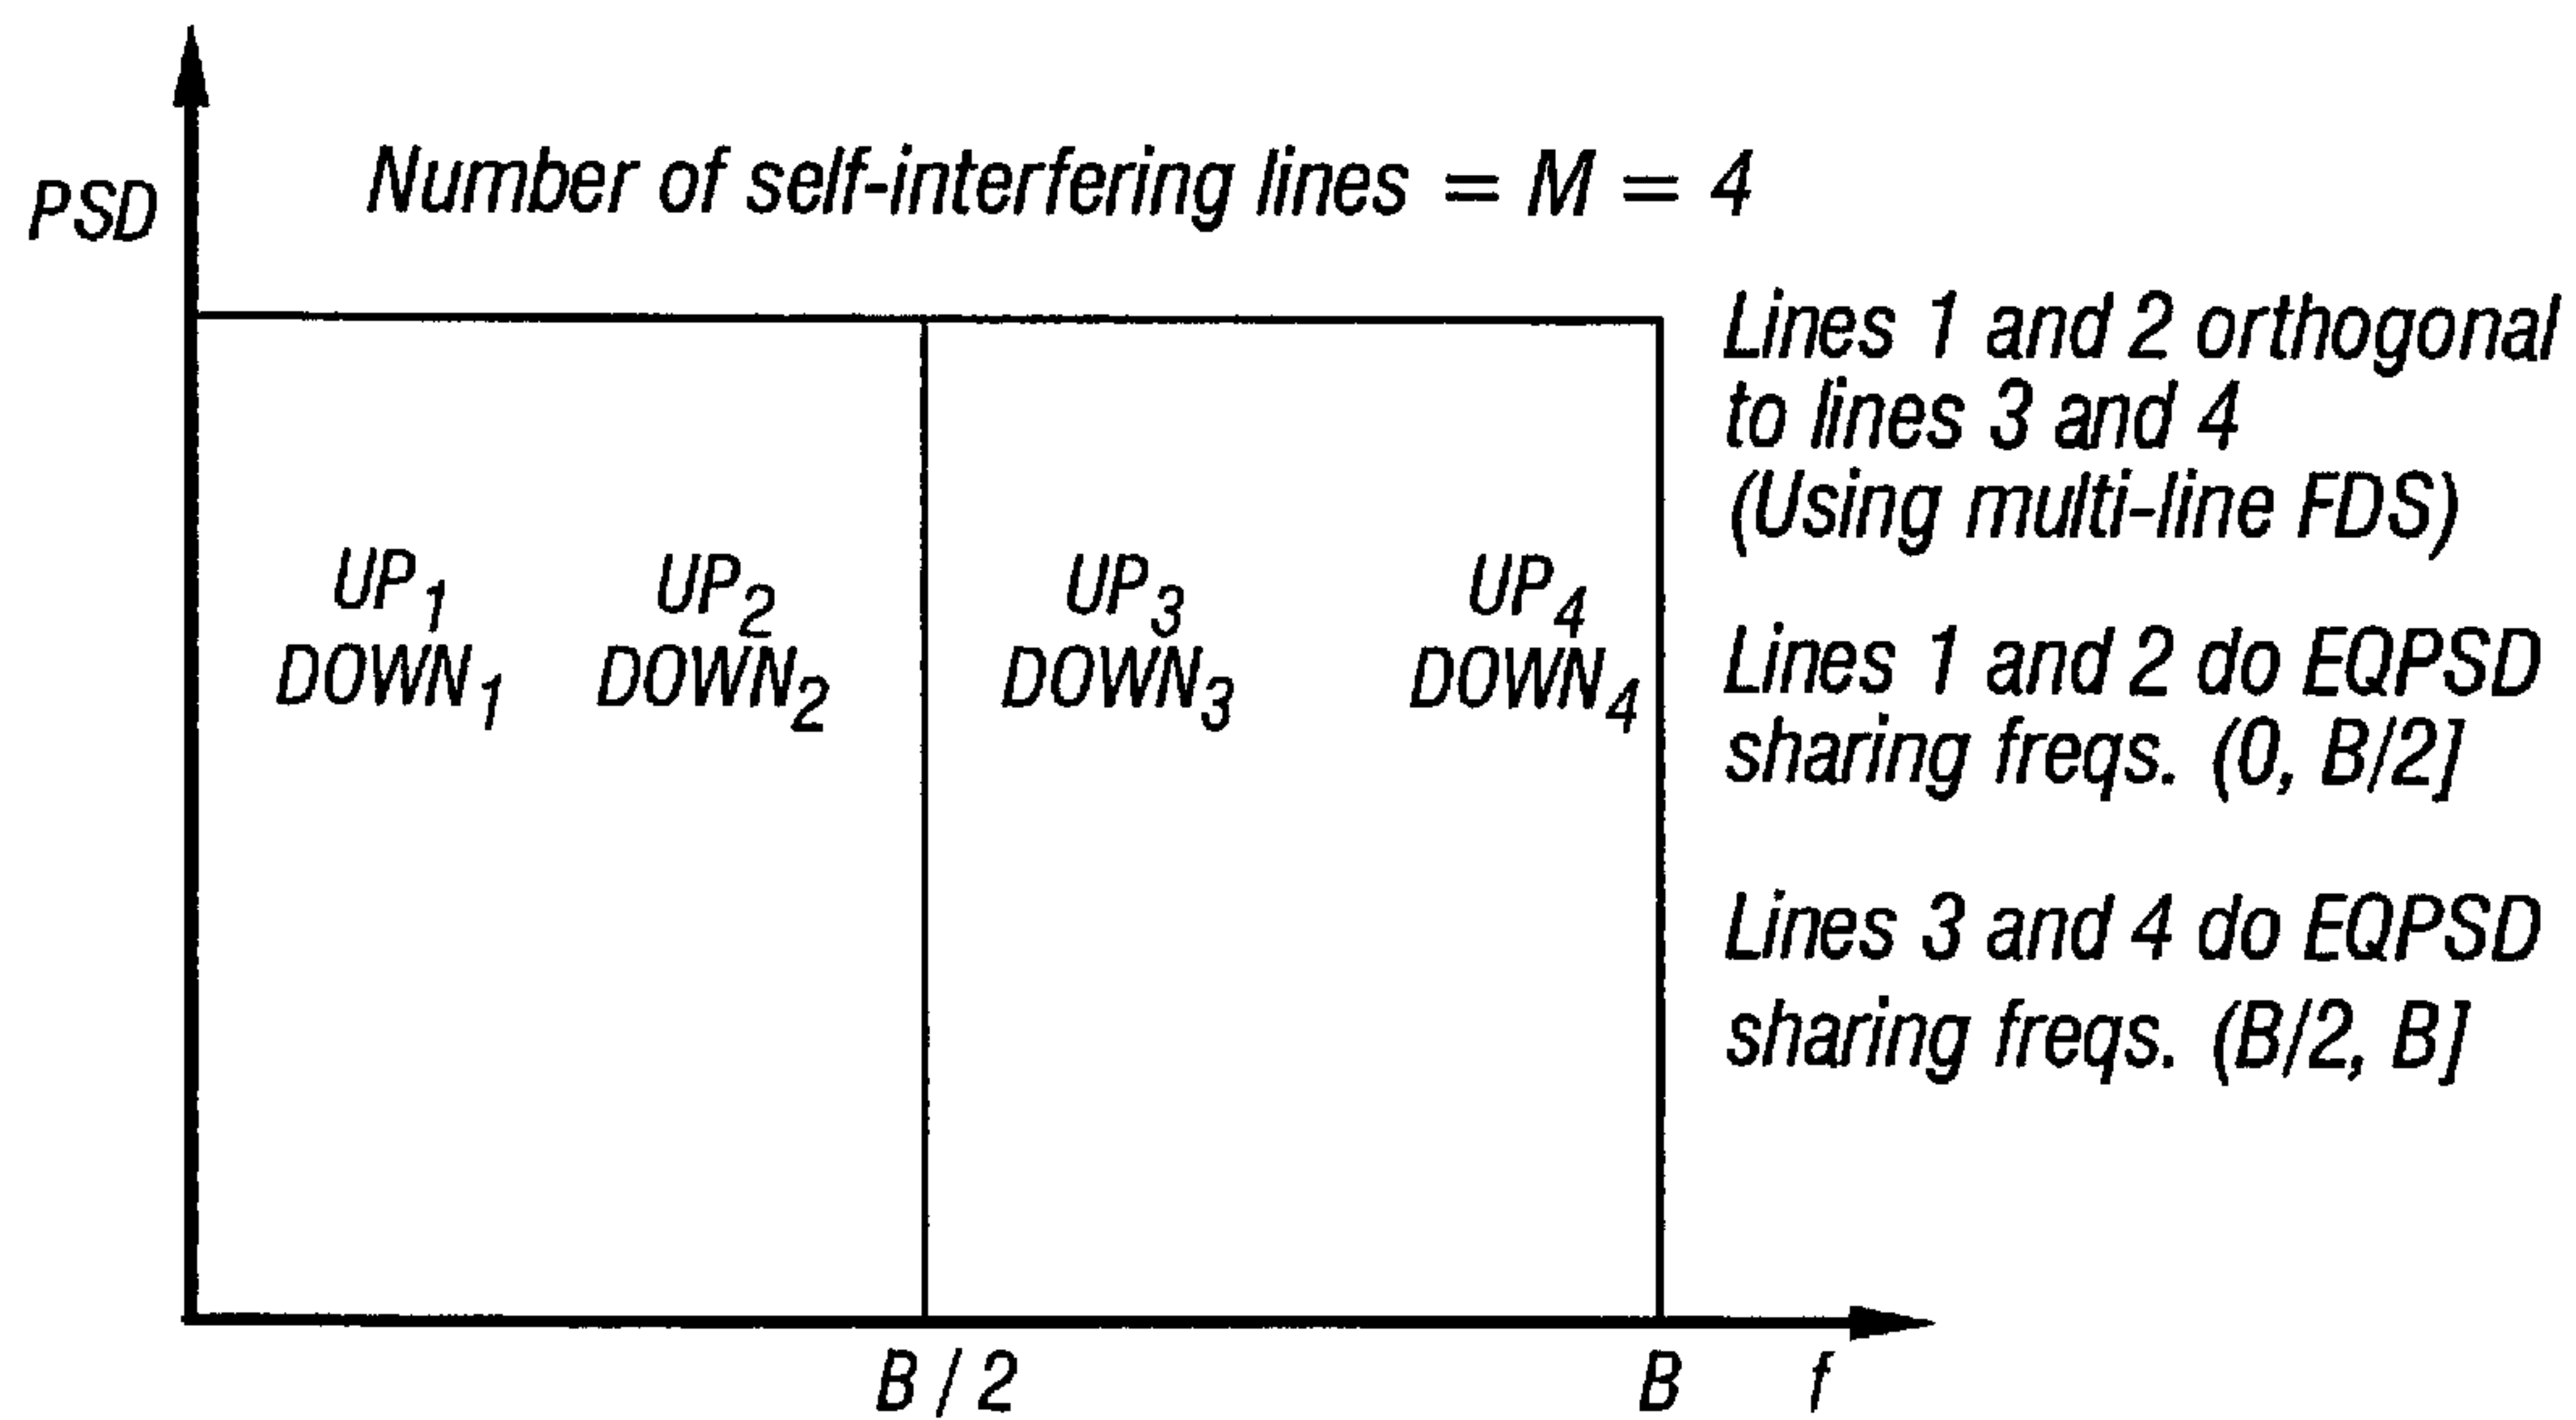 PSD
Number of self-interfering lines = M = 4
Lines 1 and 2 orthogonal
to lines 3 and 4
(Using multi-line FDS)
UP1 UP2 UP3 UP4
DOWN1 DOWN2 DOWN3 DOWN4
Lines 1 and 2 do EQPSD
sharing freqs. (0, B/2]
Lines 3 and 4 do EQPSD
sharing freqs. (B/2, B]
B/2 B f